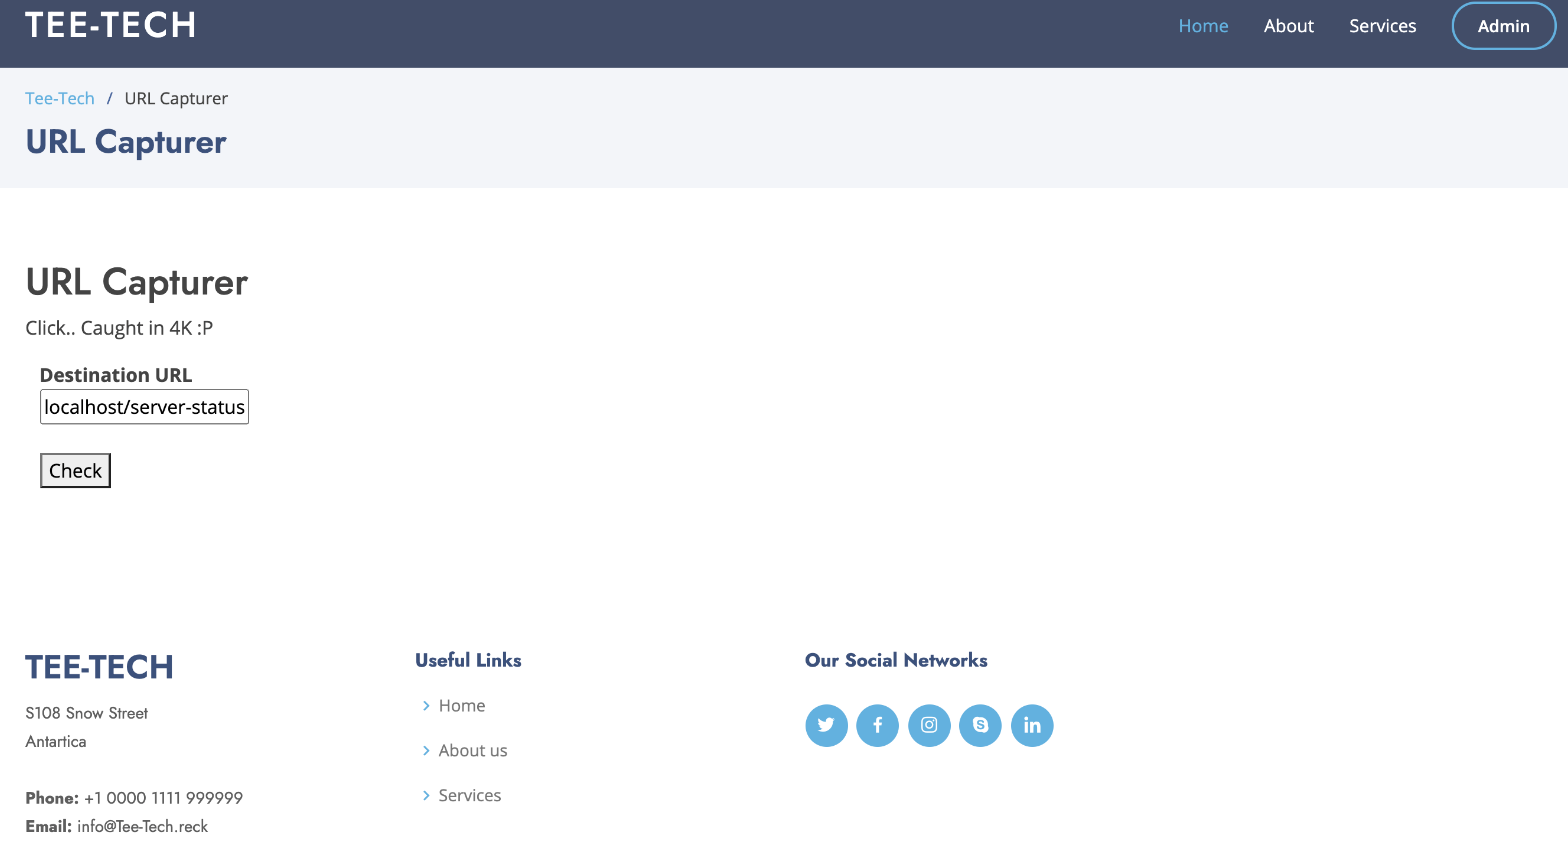 TEE-TECH
Home About Services Admin
Tee-Tech / URL Capturer
URL Capturer
URL Capturer
Click.. Caught in 4K :P
Destination URL
localhost/server-status
Check
TEE-TECH
S108 Snow Street
Antartica
Phone: +1 0000 1111 999999
Email: info@Tee-Tech.reck
Useful Links
Home
About us
Services
Our Social Networks